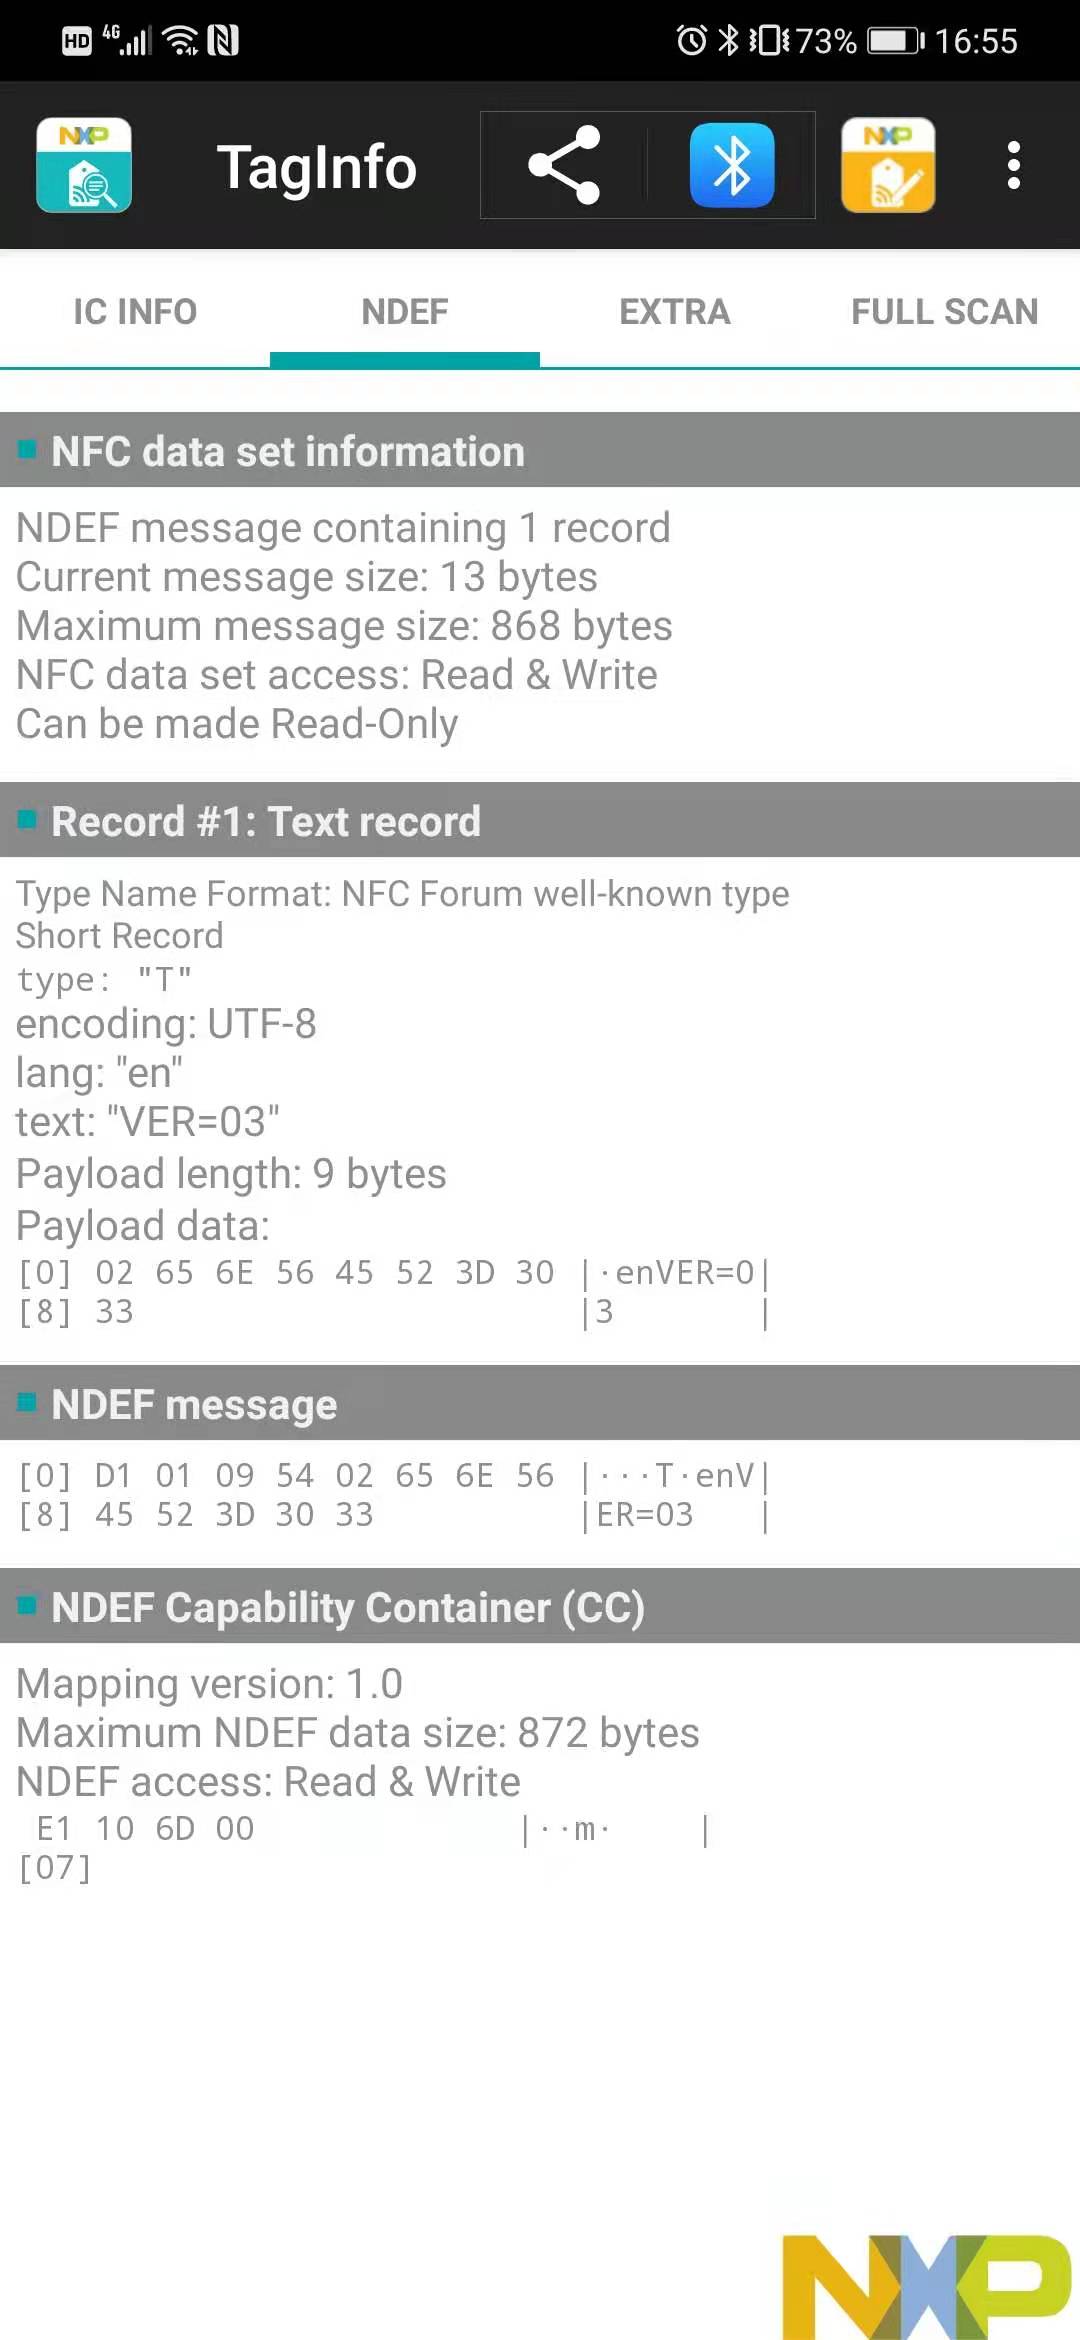 HD 4G 73% 16:55
NXP TagInfo NXP
IC INFO NDEF EXTRA FULL SCAN
NFC data set information
NDEF message containing 1 record
Current message size: 13 bytes
Maximum message size: 868 bytes
NFC data set access: Read & Write
Can be made Read-Only
Record #1: Text record
Type Name Format: NFC Forum well-known type
Short Record
type: "T"
encoding: UTF-8
lang: "en"
text: "VER=03"
Payload length: 9 bytes
Payload data:
[0] 02 65 6E 56 45 52 3D 30 |·enVER=0|
[8] 33 |3 |
NDEF message
[0] D1 01 09 54 02 65 6E 56 |···T·enV|
[8] 45 52 3D 30 33 |ER=03 |
NDEF Capability Container (CC)
Mapping version: 1.0
Maximum NDEF data size: 872 bytes
NDEF access: Read & Write
E1 10 6D 00 |··m· |
[07]
NXP